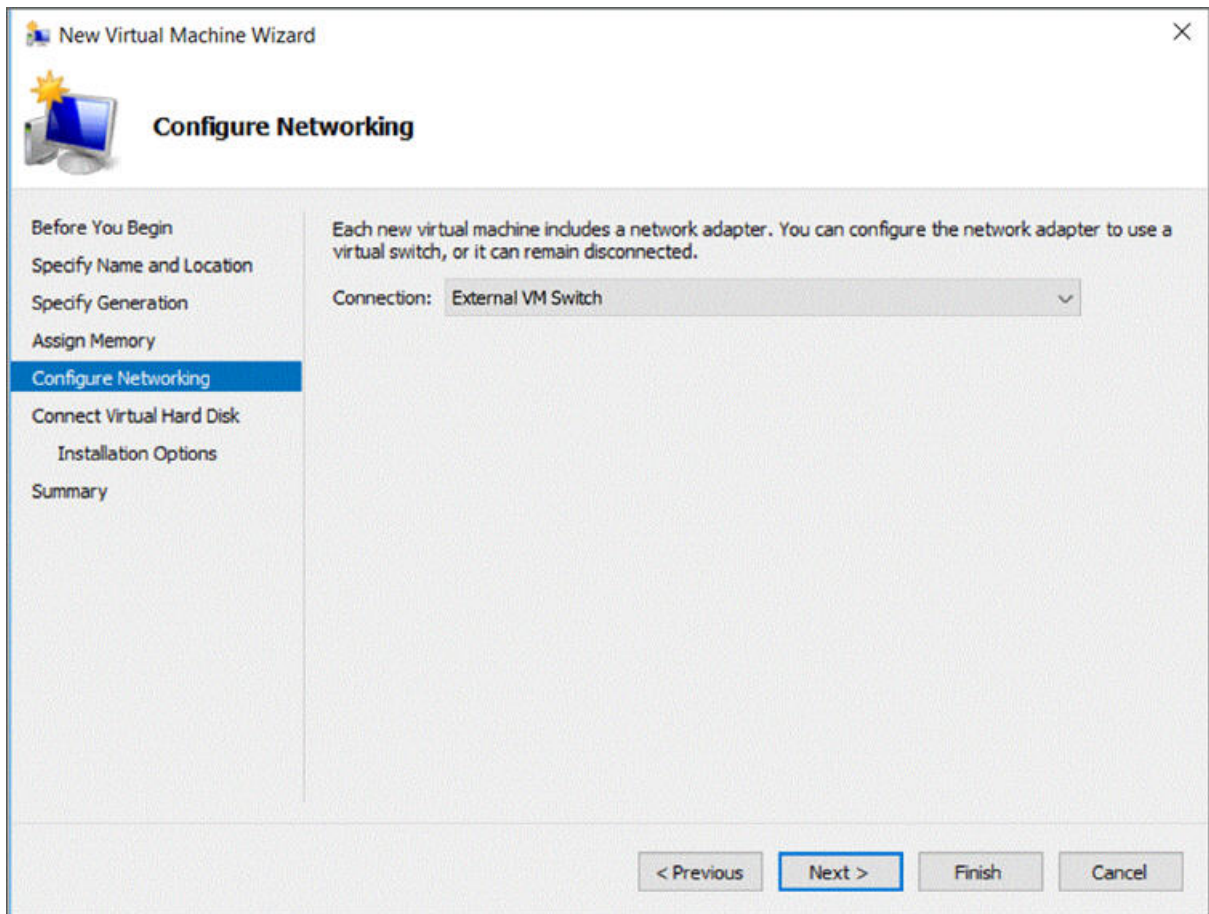 New Virtual Machine Wizard
Configure Networking
Before You Begin
Specify Name and Location
Specify Generation
Assign Memory
Configure Networking
Connect Virtual Hard Disk
Installation Options
Summary
Each new virtual machine includes a network adapter. You can configure the network adapter to use a
virtual switch, or it can remain disconnected.
Connection: External VM Switch
< Previous Next > Finish Cancel